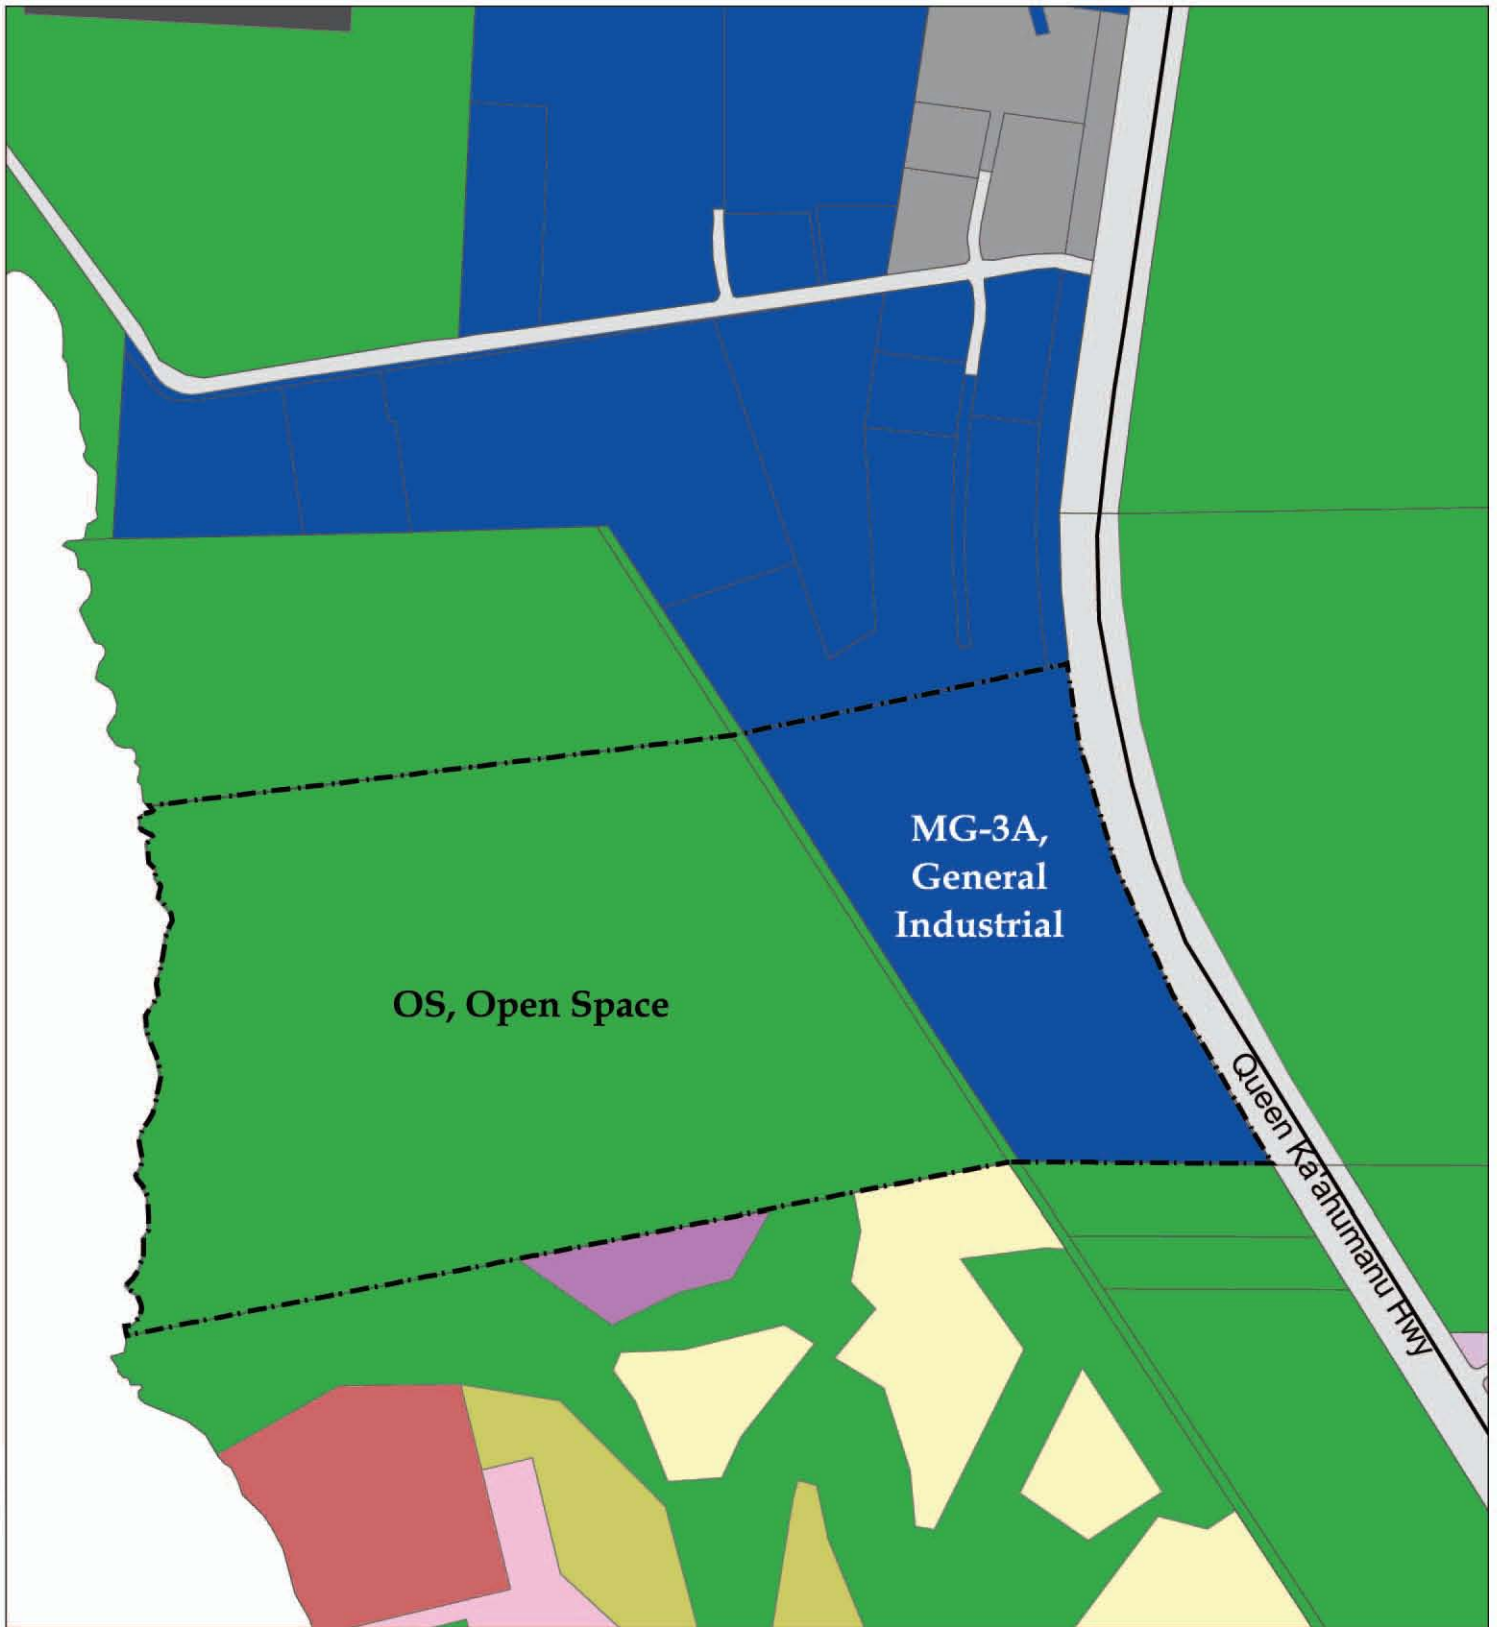 MG-3A,
General
Industrial
OS, Open Space
Queen Ka'ahumanu Hwy